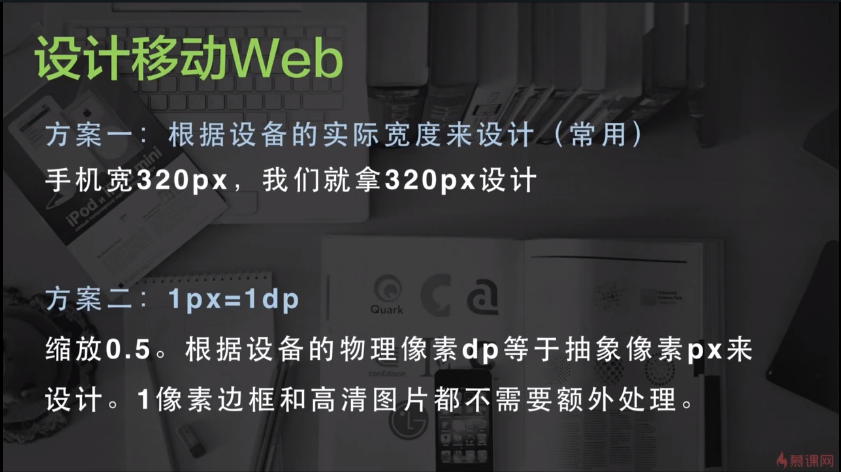 设计移动Web
方案一：根据设备的实际宽度来设计（常用）
手机宽320px，我们就拿320px设计
方案二：1px=1dp
缩放0.5。根据设备的物理像素dp等于抽象像素px来
设计。1像素边框和高清图片都不需要额外处理。
iPod
mini
Quark
LG
慕课网